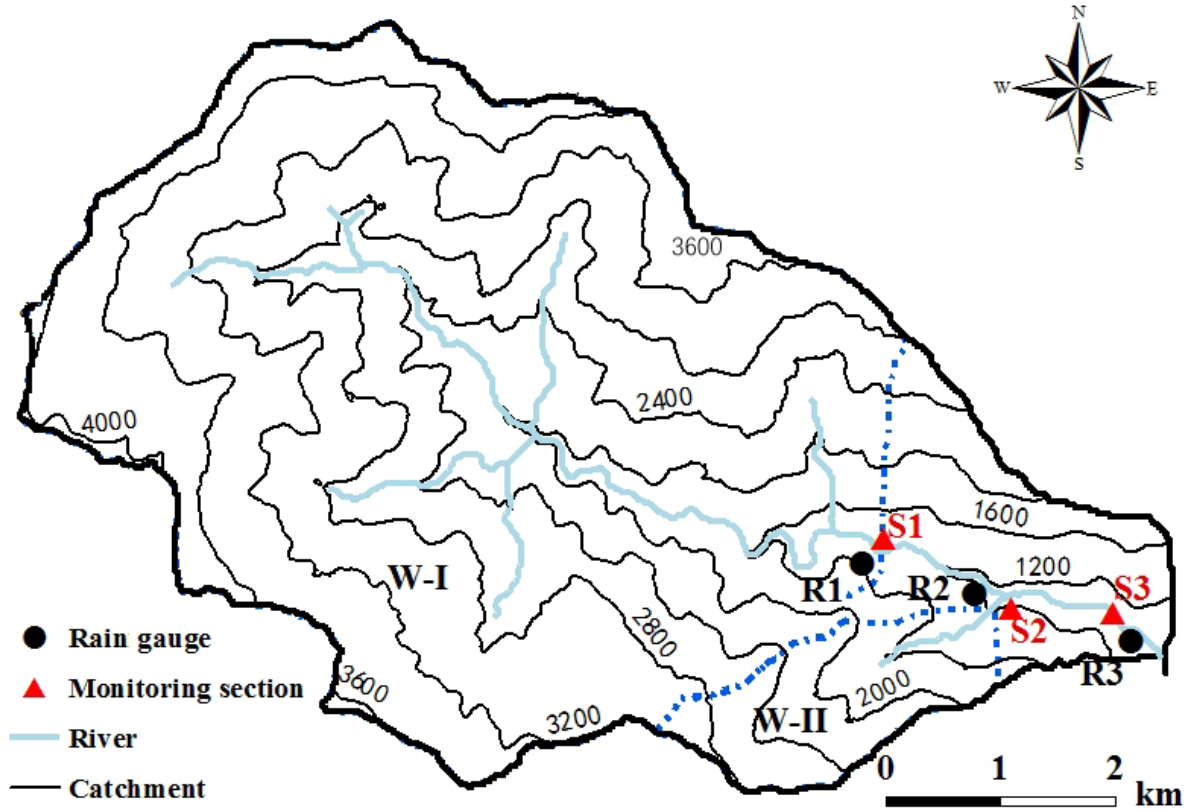 N
W E
S
3600
4000
2400
1600
S1
W-I
R1
R2
1200
S3
S2
2800
R3
3600
2000
3200
W-II
Rain gauge
Monitoring section
River
Catchment
0 1 2
km